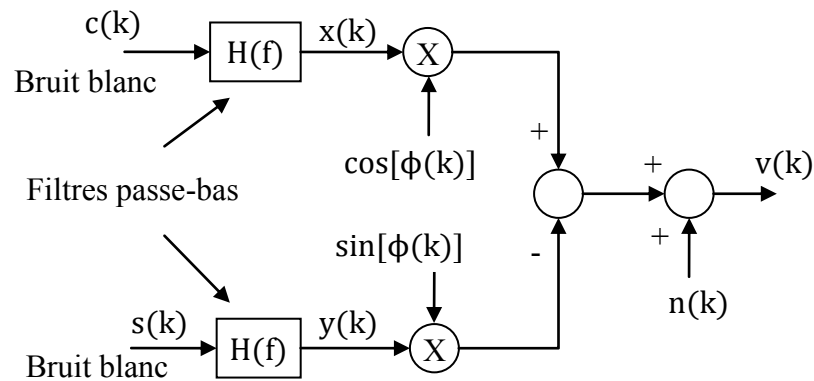 c(k)
H(f)
x(k)
X
Bruit blanc
cos[ϕ(k)]
+
+
v(k)
Filtres passe-bas
sin[ϕ(k)]
-
+
n(k)
s(k)
H(f)
y(k)
X
Bruit blanc